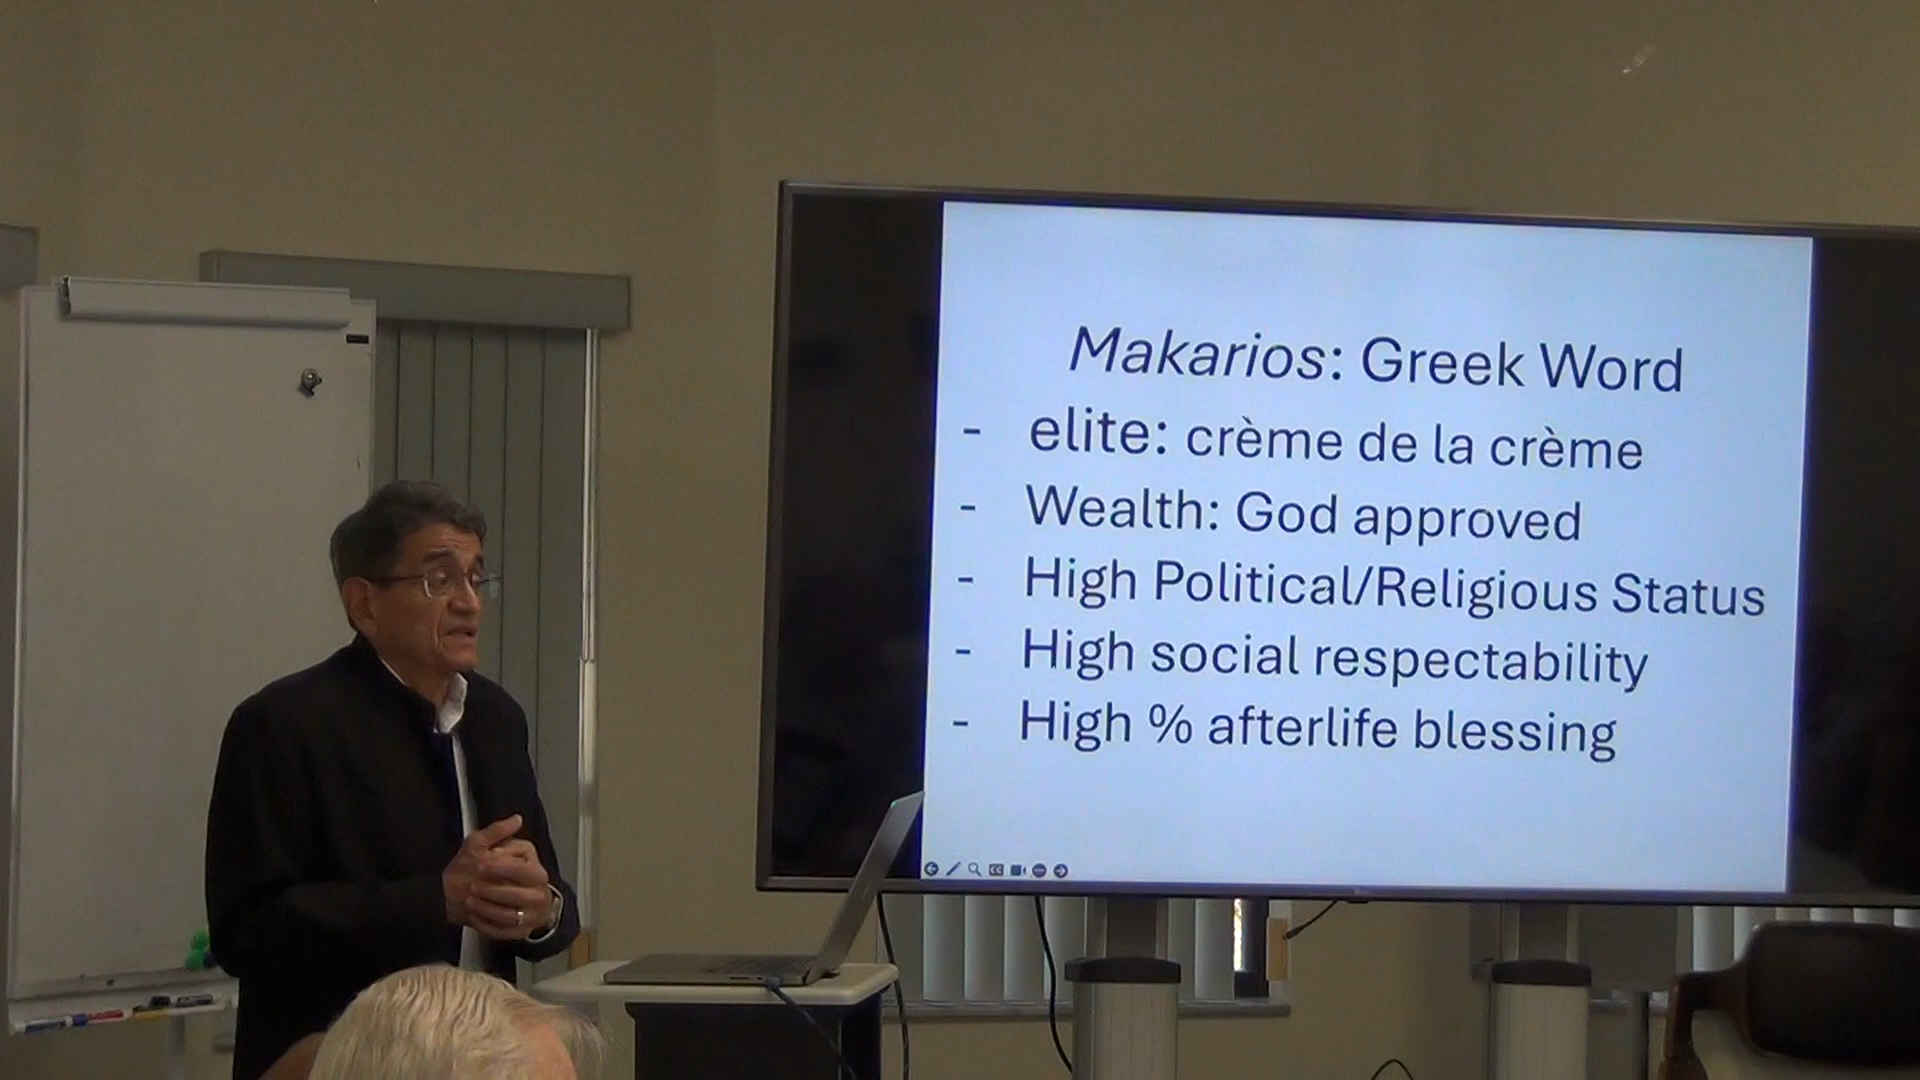 Makarios: Greek Word
- elite: crème de la crème
- Wealth: God approved
- High Political/Religious Status
- High social respectability
- High % afterlife blessing